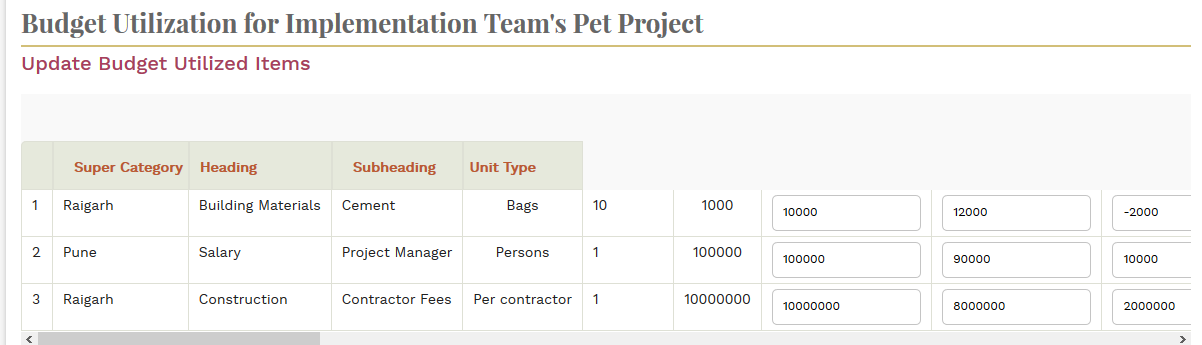 Budget Utilization for Implementation Team's Pet Project
Update Budget Utilized Items
Super Category Heading Subheading Unit Type
1 Raigarh Building Materials Cement Bags 10 1000 10000 12000 -2000
2 Pune Salary Project Manager Persons 1 100000 100000 90000 10000
3 Raigarh Construction Contractor Fees Per contractor 1 10000000 10000000 8000000 2000000